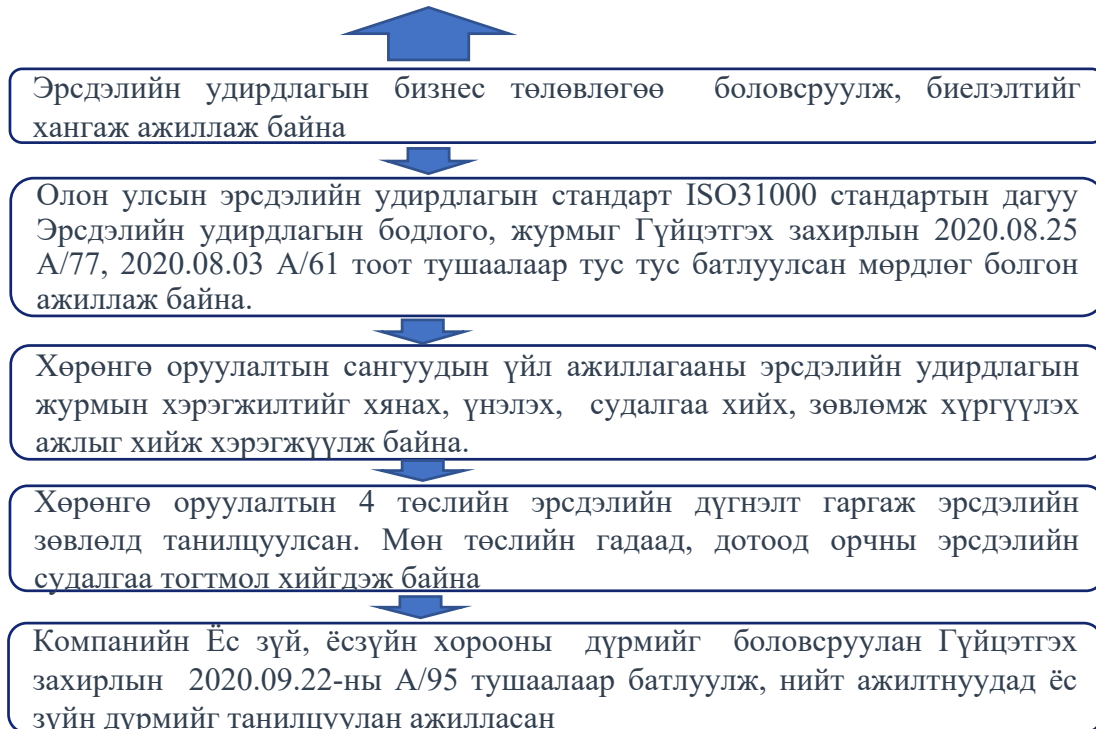 Эрсдэлийн удирдлагын бизнес төлөвлөгөө боловсруулж, биелэлтийг
хангаж ажиллаж байна
Олон улсын эрсдэлийн удирдлагын стандарт ISO31000 стандартын дагуу
Эрсдэлийн удирдлагын бодлого, журмыг Гүйцэтгэх захирлын 2020.08.25
А/77, 2020.08.03 А/61 тоот тушаалаар тус тус батлуулсан мөрдлөг болгон
ажиллаж байна.
Хөрөнгө оруулалтын сангуудын үйл ажиллагааны эрсдэлийн удирдлагын
журмын хэрэгжилтийг хянах, үнэлэх, судалгаа хийх, зөвлөмж хүргүүлэх
ажлыг хийж хэрэгжүүлж байна.
Хөрөнгө оруулалтын 4 төслийн эрсдэлийн дүгнэлт гаргаж эрсдэлийн
зөвлөлд танилцуулсан. Мөн төслийн гадаад, дотоод орчны эрсдэлийн
судалгаа тогтмол хийгдэж байна
Компанийн Ёс зүй, ёсзүйн хорооны дүрмийг боловсруулан Гүйцэтгэх
захирлын 2020.09.22-ны А/95 тушаалаар батлуулж, нийт ажилтнуудад ёс
зүйн дүрмийг танилцуулан ажилласан